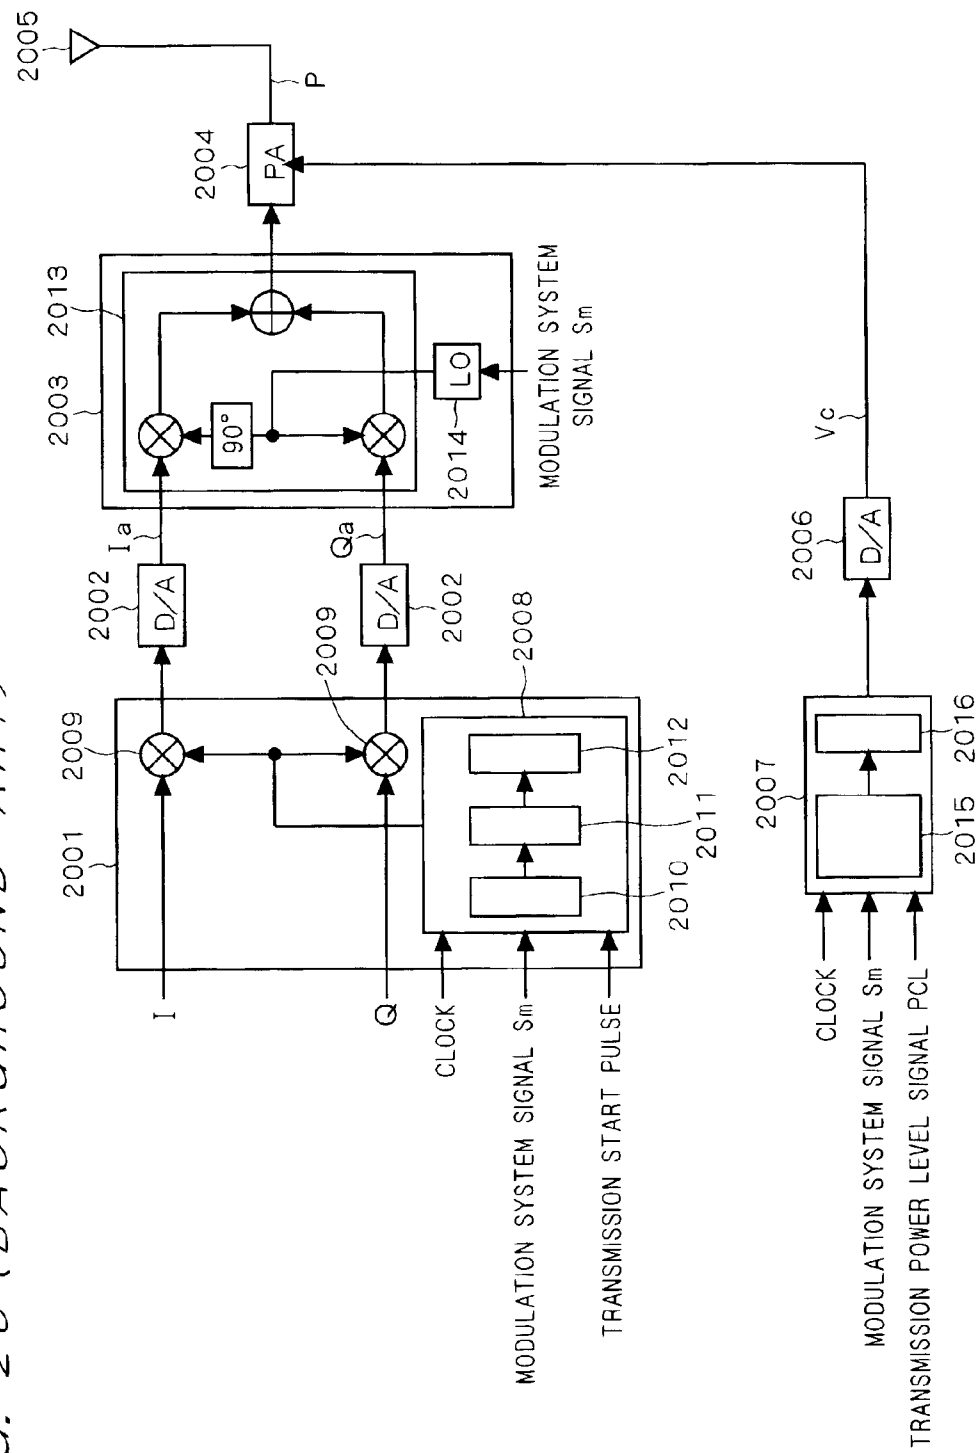 2001
2009
2002
Ia
2003
2013
2004
2005
I
D/A
90°
PA
P
2009
Qa
Q
D/A
2002
2008
LO
2014
MODULATION SYSTEM
SIGNAL Sm
CLOCK
MODULATION SYSTEM SIGNAL Sm
TRANSMISSION START PULSE
2010
2011
2012
2007
2006
Vc
CLOCK
MODULATION SYSTEM SIGNAL Sm
TRANSMISSION POWER LEVEL SIGNAL PCL
D/A
2015
2016